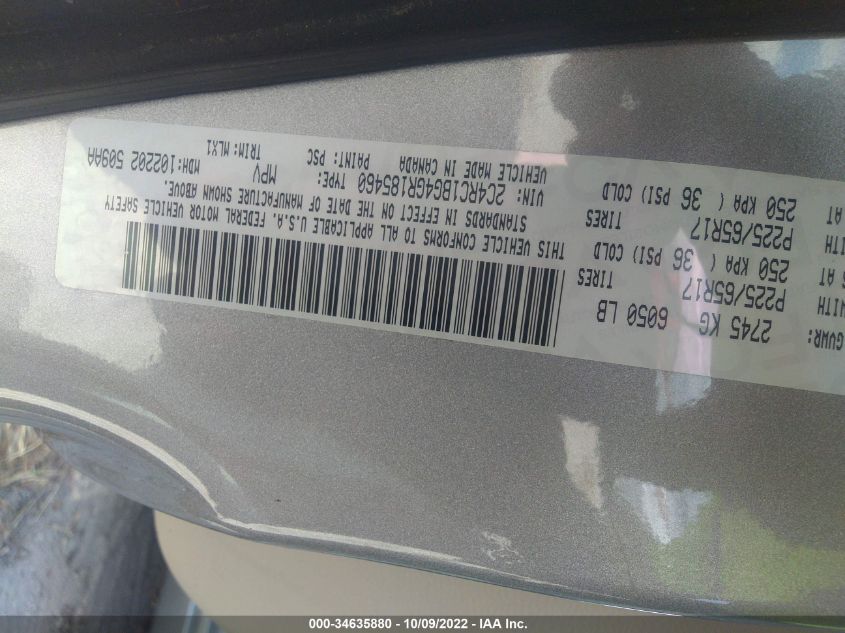 GVWR:
2745 KG 6050 LB
P225/65R17 TIRES
AT 250 KPA ( 36 PSI) COLD
P225/65R17 TIRES
AT 250 KPA ( 36 PSI) COLD
THIS VEHICLE CONFORMS TO ALL APPLICABLE U.S.A. FEDERAL MOTOR VEHICLE SAFETY
STANDARDS IN EFFECT ON THE DATE OF MANUFACTURE SHOWN ABOVE.
VIN: 2C4RC1BG4GR185460 TYPE: MPV MDH:102202 509AA
VEHICLE MADE IN CANADA PAINT: PSC TRIM: MLX1
000-34635880 - 10/09/2022 - IAA Inc.